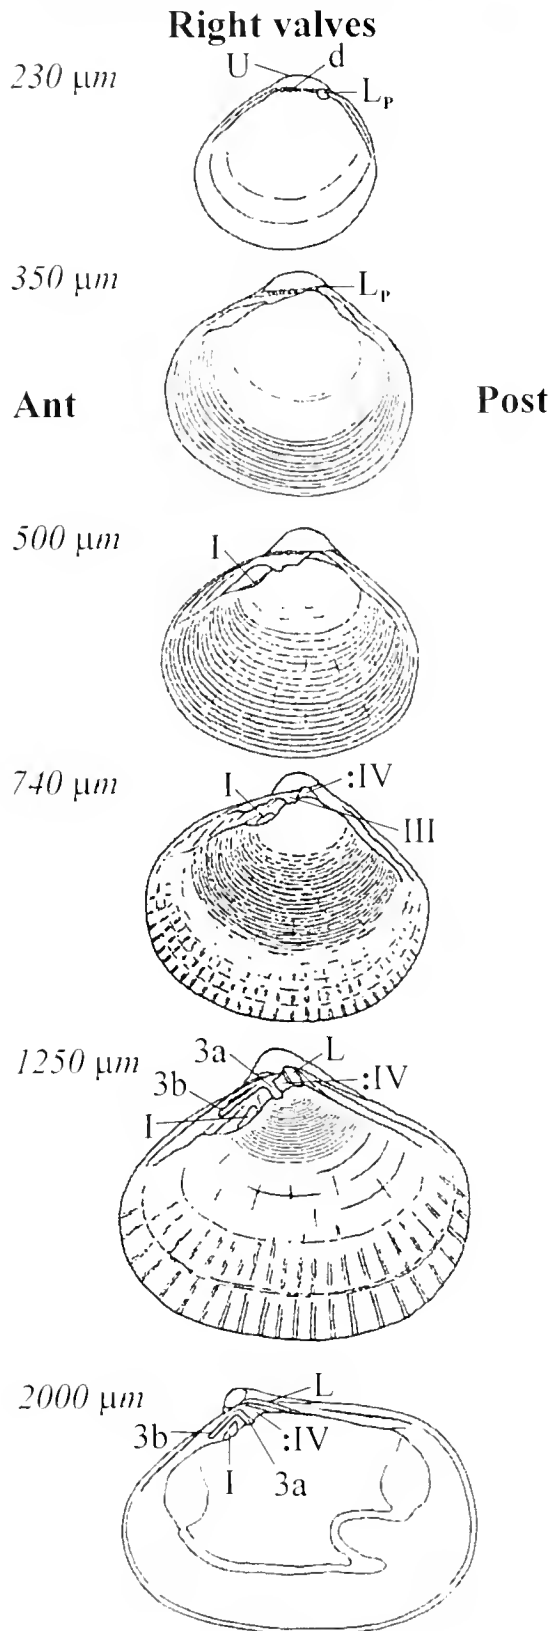 Right valves
230 µm
U
d
Lₚ
350 µm
Lₚ
Ant
Post
500 µm
I
740 µm
I
:IV
III
1250 µm
3a
L
3b
:IV
I
2000 µm
L
3b
:IV
I
3a